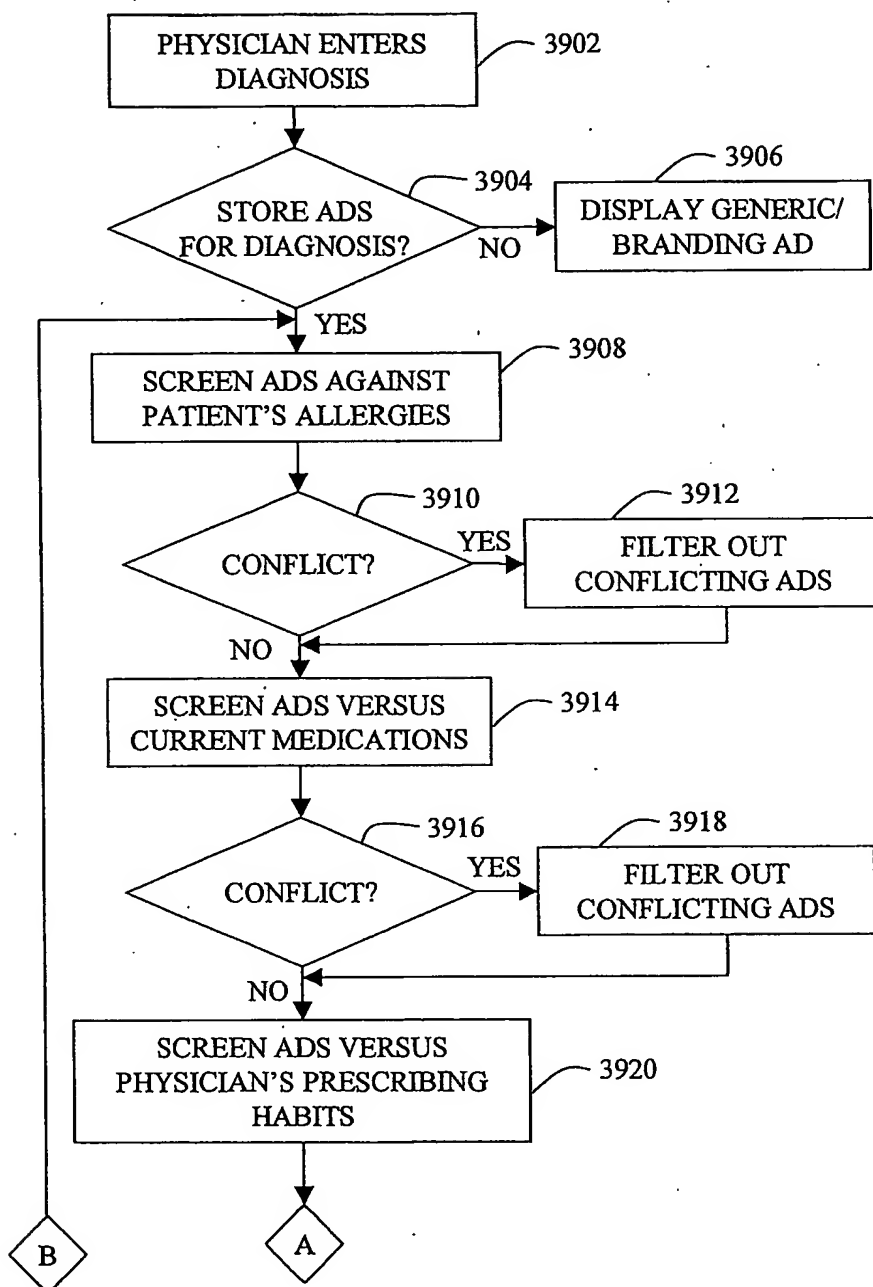 PHYSICIAN ENTERS
DIAGNOSIS
3902
STORE ADS
FOR DIAGNOSIS?
3904
NO
3906
DISPLAY GENERIC/
BRANDING AD
YES
3908
SCREEN ADS AGAINST
PATIENT'S ALLERGIES
3910
CONFLICT?
YES
3912
FILTER OUT
CONFLICTING ADS
NO
SCREEN ADS VERSUS
CURRENT MEDICATIONS
3914
3916
CONFLICT?
YES
3918
FILTER OUT
CONFLICTING ADS
NO
SCREEN ADS VERSUS
PHYSICIAN'S PRESCRIBING
HABITS
3920
B
A